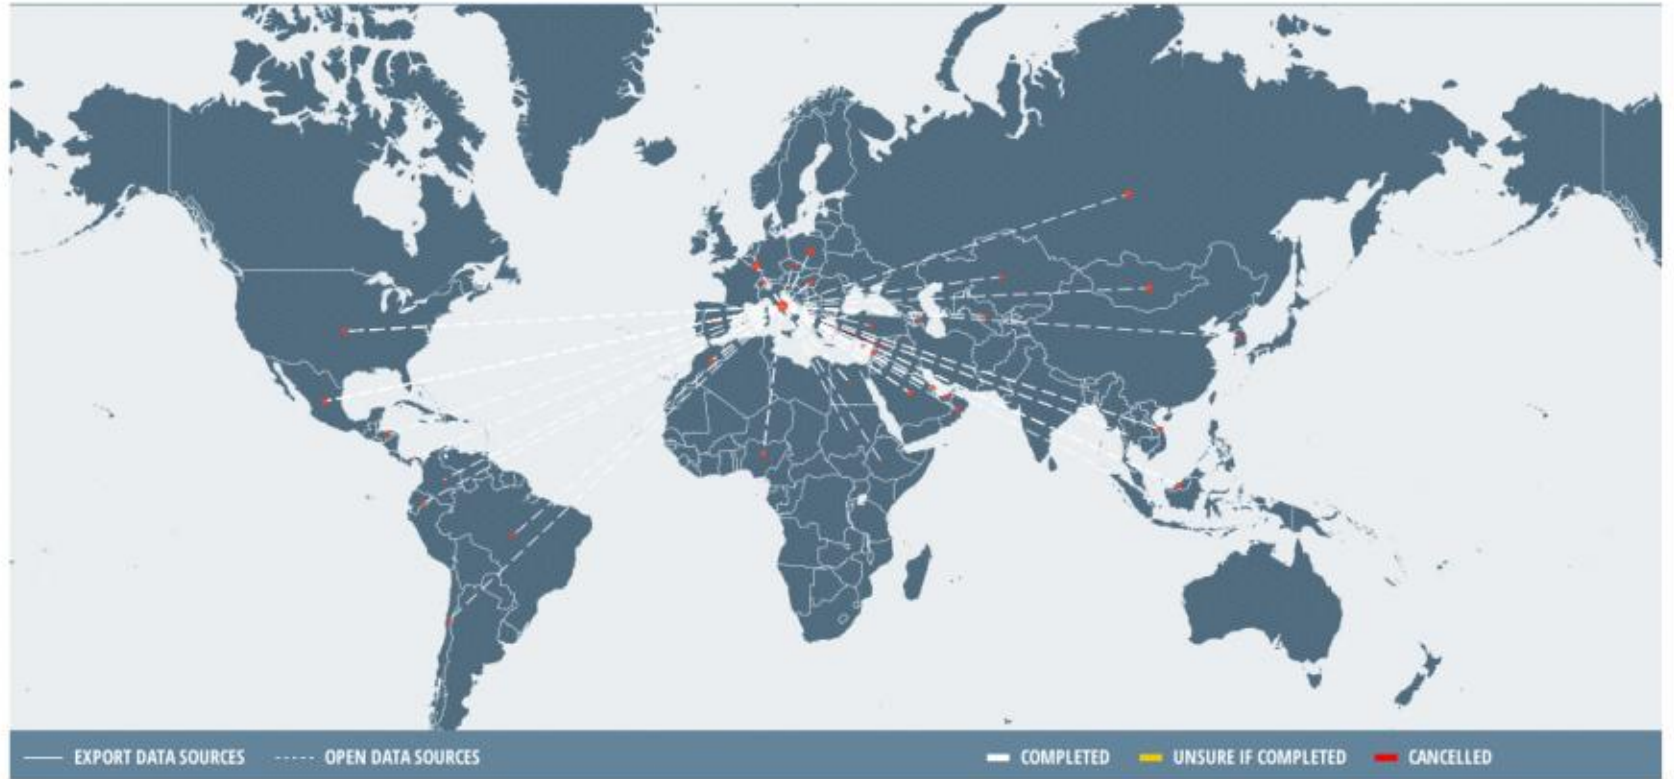 EXPORT DATA SOURCES
OPEN DATA SOURCES
COMPLETED
UNSURE IF COMPLETED
CANCELLED